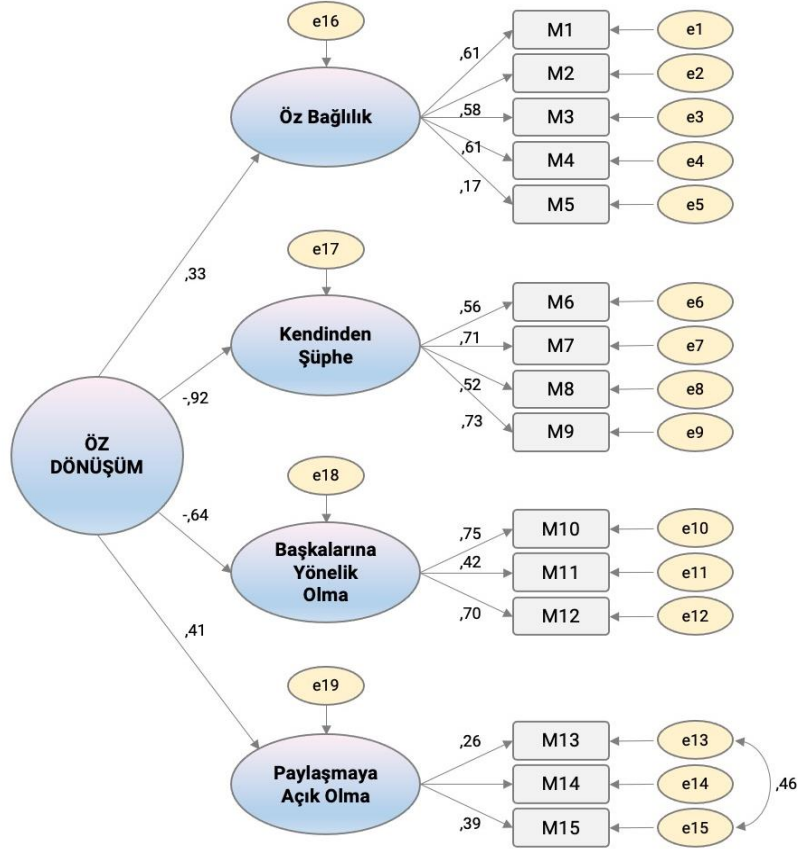 e16
Öz Bağlılık
,61
,58
,61
,17
M1
e1
M2
e2
M3
e3
M4
e4
M5
e5
,33
e17
Kendinden
Şüphe
,56
,71
,52
,73
M6
e6
M7
e7
M8
e8
M9
e9
-,92
ÖZ
DÖNÜŞÜM
-,64
e18
Başkalarına
Yönelik
Olma
,75
,42
,70
M10
e10
M11
e11
M12
e12
,41
e19
Paylaşmaya
Açık Olma
,26
,39
M13
e13
M14
e14
M15
e15
,46